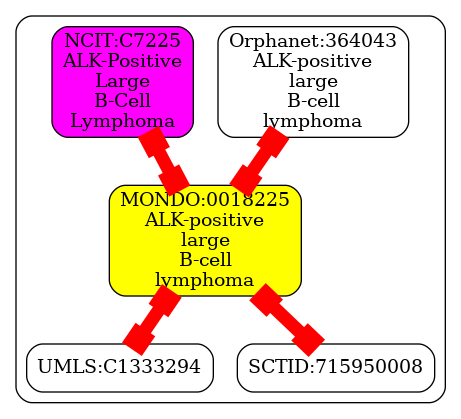 NCIT:C7225
ALK-Positive
Large
B-Cell
Lymphoma
Orphanet:364043
ALK-positive
large
B-cell
lymphoma
MONDO:0018225
ALK-positive
large
B-cell
lymphoma
UMLS:C1333294
SCTID:715950008